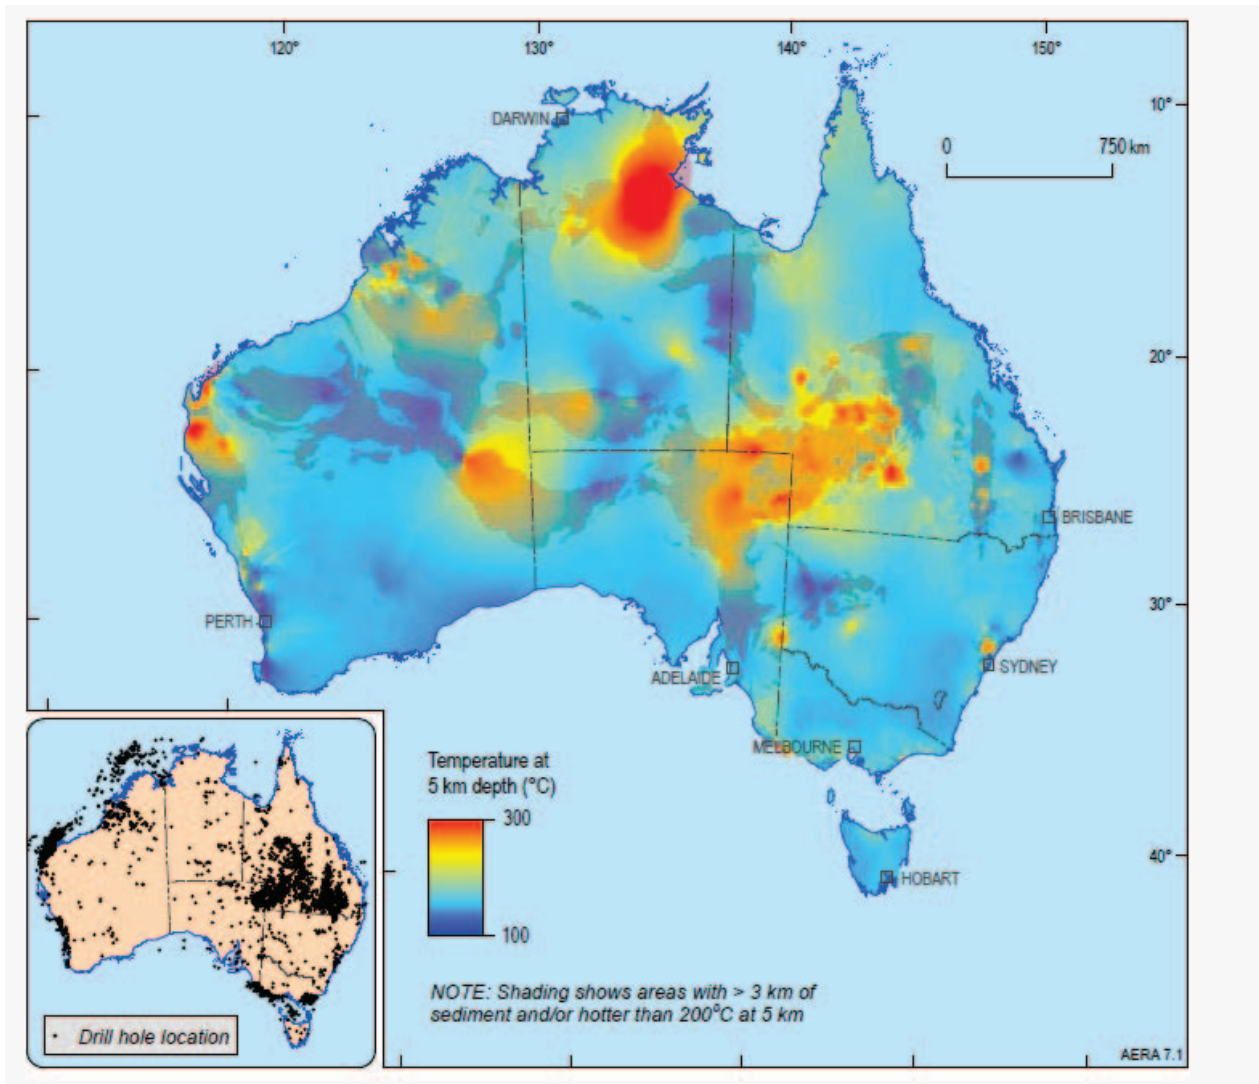 120°
130°
140°
150°
10°
DARWIN
0
750 km
20°
BRISBANE
30°
PERTH
SYDNEY
ADELAIDE
MELBOURNE
Temperature at
5 km depth (°C)
300
40°
HOBART
100
NOTE: Shading shows areas with > 3 km of
sediment and/or hotter than 200°C at 5 km
Drill hole location
AERA 7.1